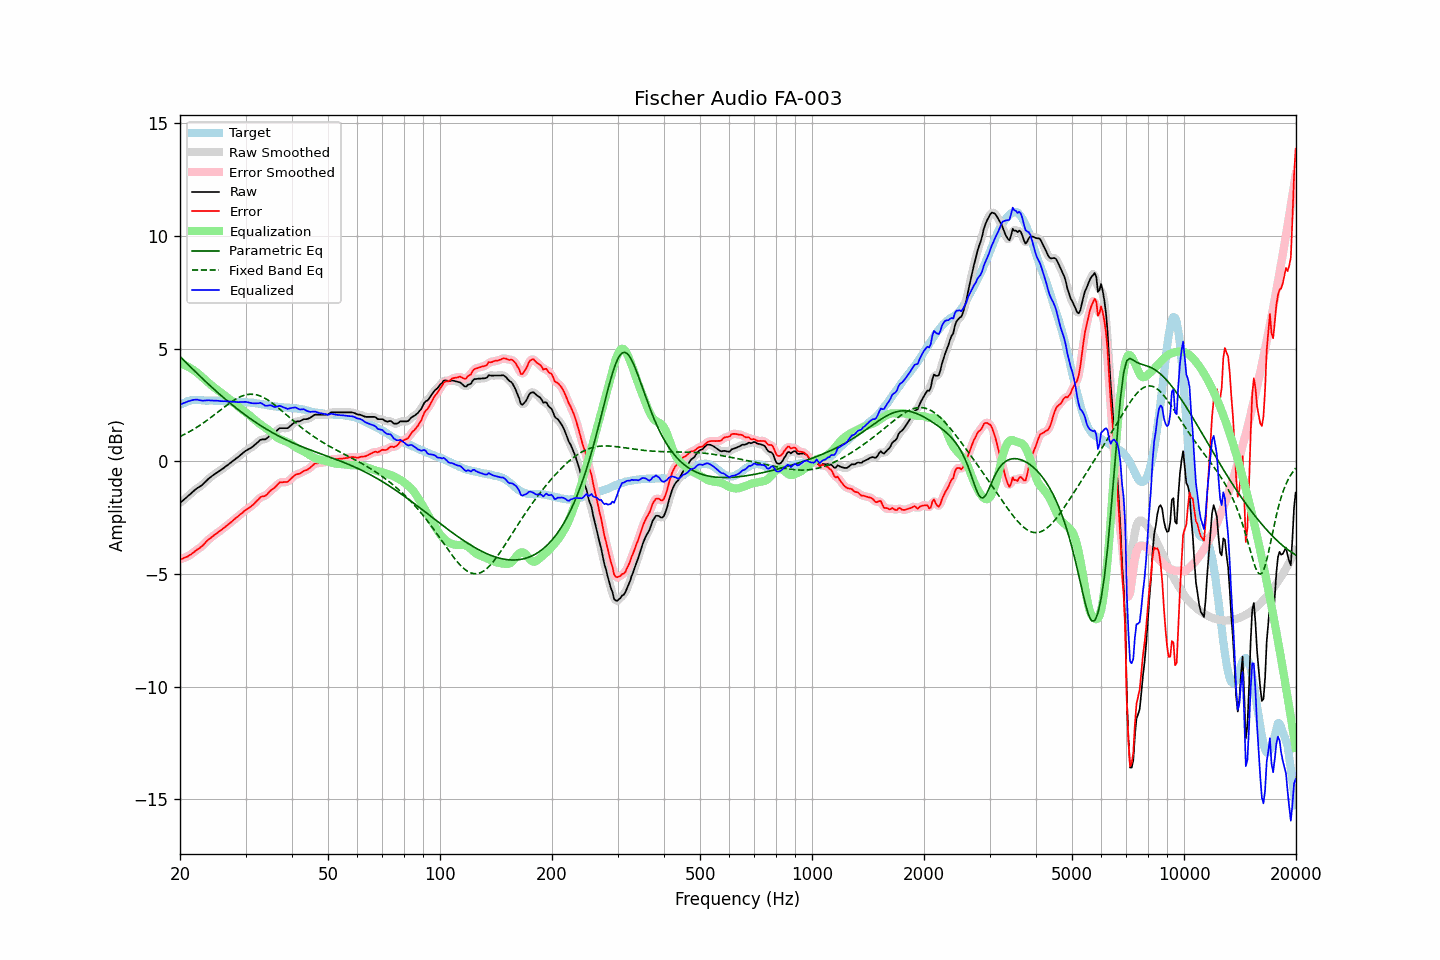 Fischer Audio FA-003
Target
Raw Smoothed
Error Smoothed
Raw
Error
Equalization
Parametric Eq
Fixed Band Eq
Equalized
Amplitude (dBr)
15
10
5
0
−5
−10
−15
20
50
100
200
500
1000
2000
5000
10000
20000
Frequency (Hz)